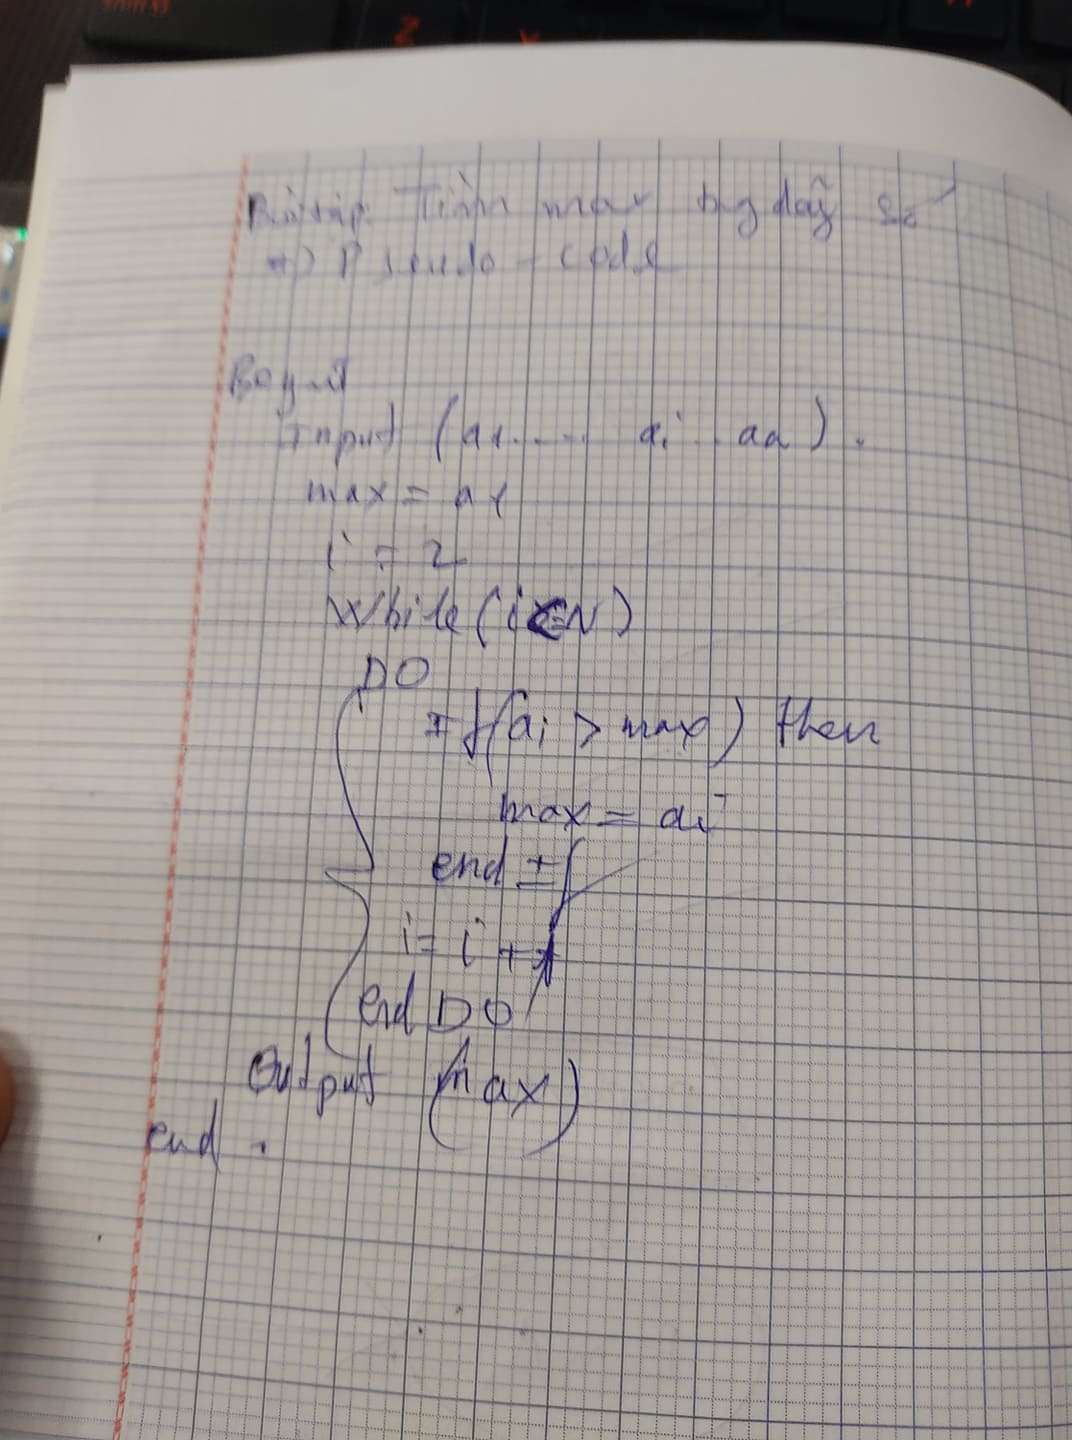 Bài tập: Tìm max trg dãy số
=> Pseudo-code
Begin
Input (a1.... ai .. an).
max = a1
i = 2
While (i<=N)
DO
If (ai > max) then
max = ai
end If
i = i + 1
end DO
Output (max)
end.